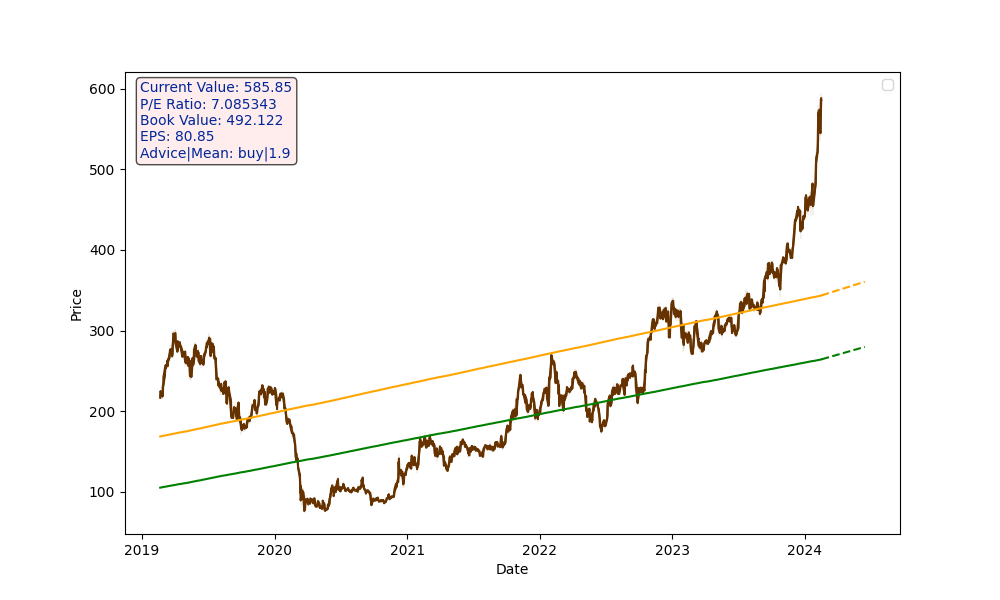 Current Value: 585.85
P/E Ratio: 7.085343
Book Value: 492.122
EPS: 80.85
Advice|Mean: buy|1.9
600
500
400
300
200
100
Price
2019 2020 2021 2022 2023 2024
Date